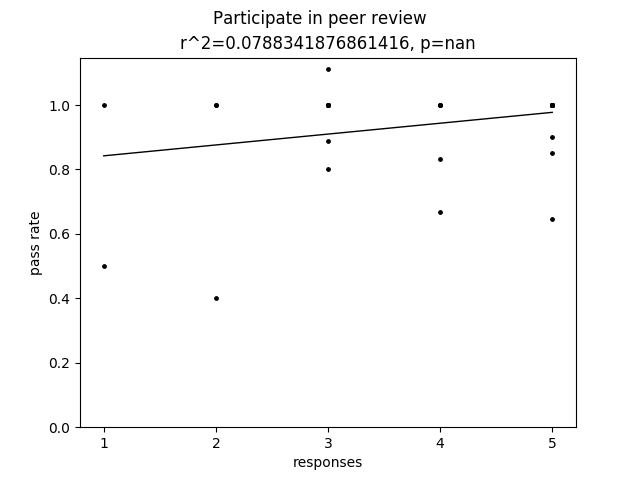 Participate in peer review
r^2=0.0788341876861416, p=nan
1.0
0.8
0.6
0.4
0.2
0.0
pass rate
1 2 3 4 5
responses